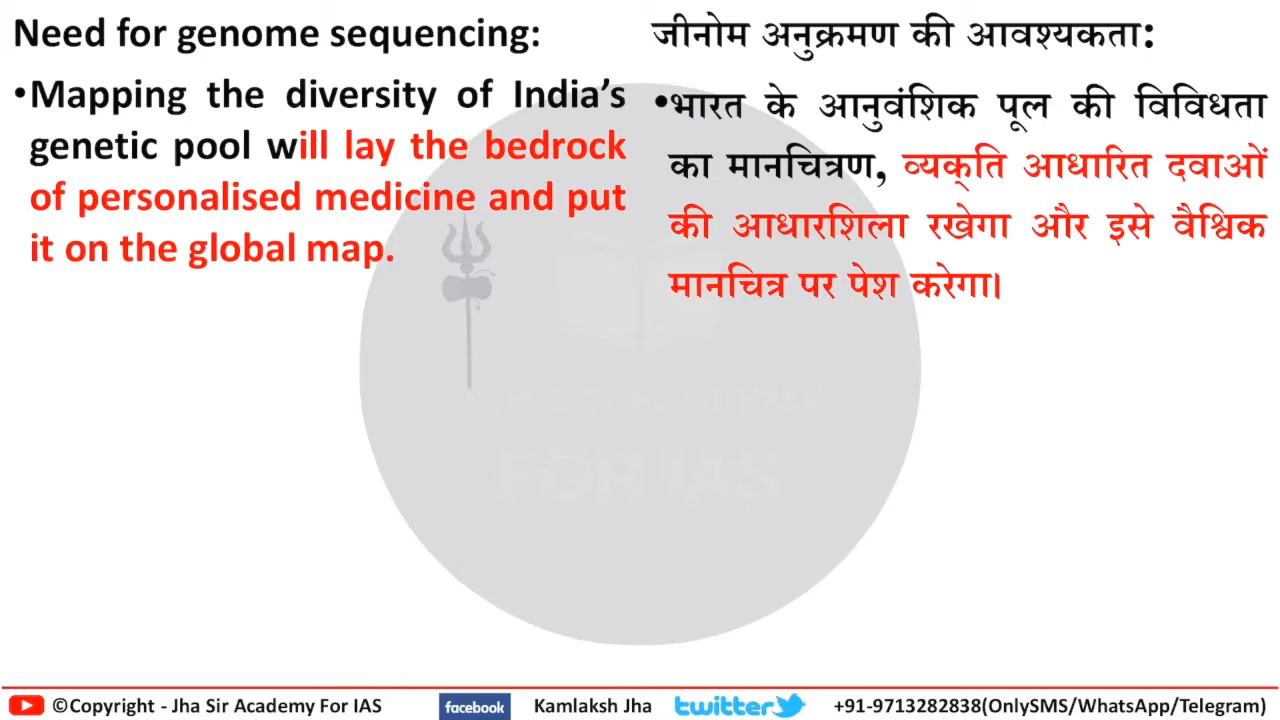 Need for genome sequencing:
•Mapping the diversity of India's
genetic pool will lay the bedrock
of personalised medicine and put
it on the global map.
जीनोम अनुक्रमण की आवश्यकता:
•भारत के आनुवंशिक पूल की विविधता
का मानचित्रण, व्यक्‌ति आधारित दवाओं
की आधारशिला रखेगा और इसे वैश्विक
मानचित्र पर पेश करेगा।
FOR IAS
©Copyright - Jha Sir Academy For IAS facebook Kamlaksh Jha twitter +91-9713282838(OnlySMS/WhatsApp/Telegram)